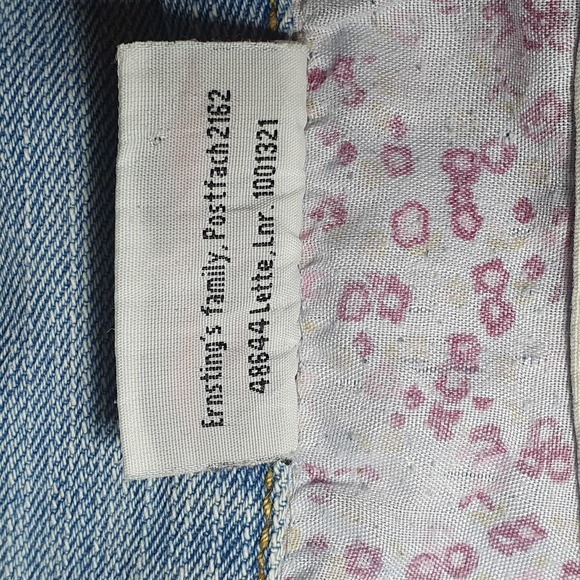 Ernsting's family, Postfach 2162
48644 Lette, Lnr. 1001321